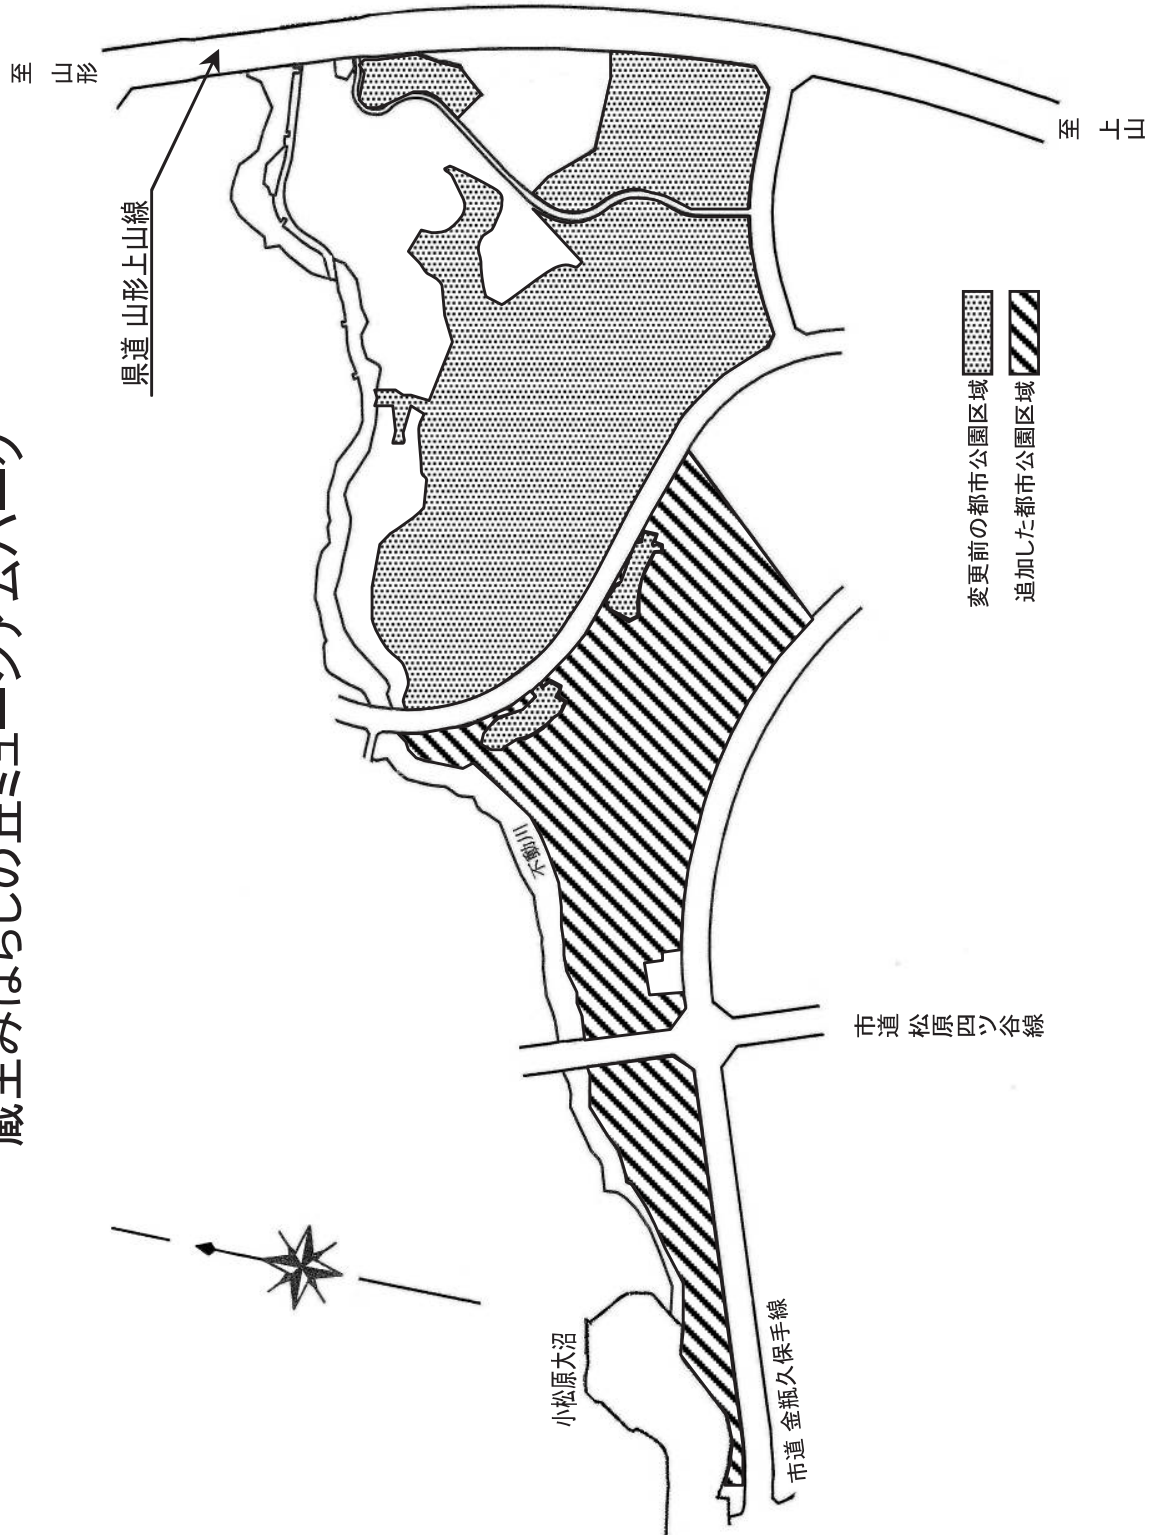 蔵王みはらしの丘ミュージアムパーク
至 山形
県道 山形上山線
至 上山
変更前の都市公園区域
追加した都市公園区域
不動川
市道 松原四ツ谷線
小松原大沼
市道 金瓶久保手線